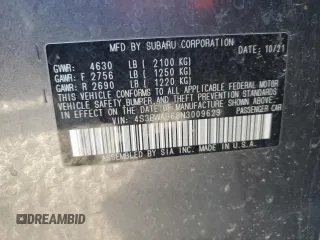 MFD BY SUBARU CORPORATION 10/21
GVWR: 4630 LB ( 2100 KG)
GAWR: F 2756 LB ( 1250 KG)
GAWR: R 2690 LB ( 1220 KG)
THIS VEHICLE CONFORMS TO ALL APPLICABLE FEDERAL MOTOR
VEHICLE SAFETY, BUMPER AND THEFT PREVENTION STANDARDS
IN EFFECT ON THE DATE OF MANUFACTURE SHOWN ABOVE.
PASSENGER CAR
VIN: 4S3BWAB68N3009629
ASSEMBLED BY SIA INC. MADE IN U.S.A.
DREAMBID